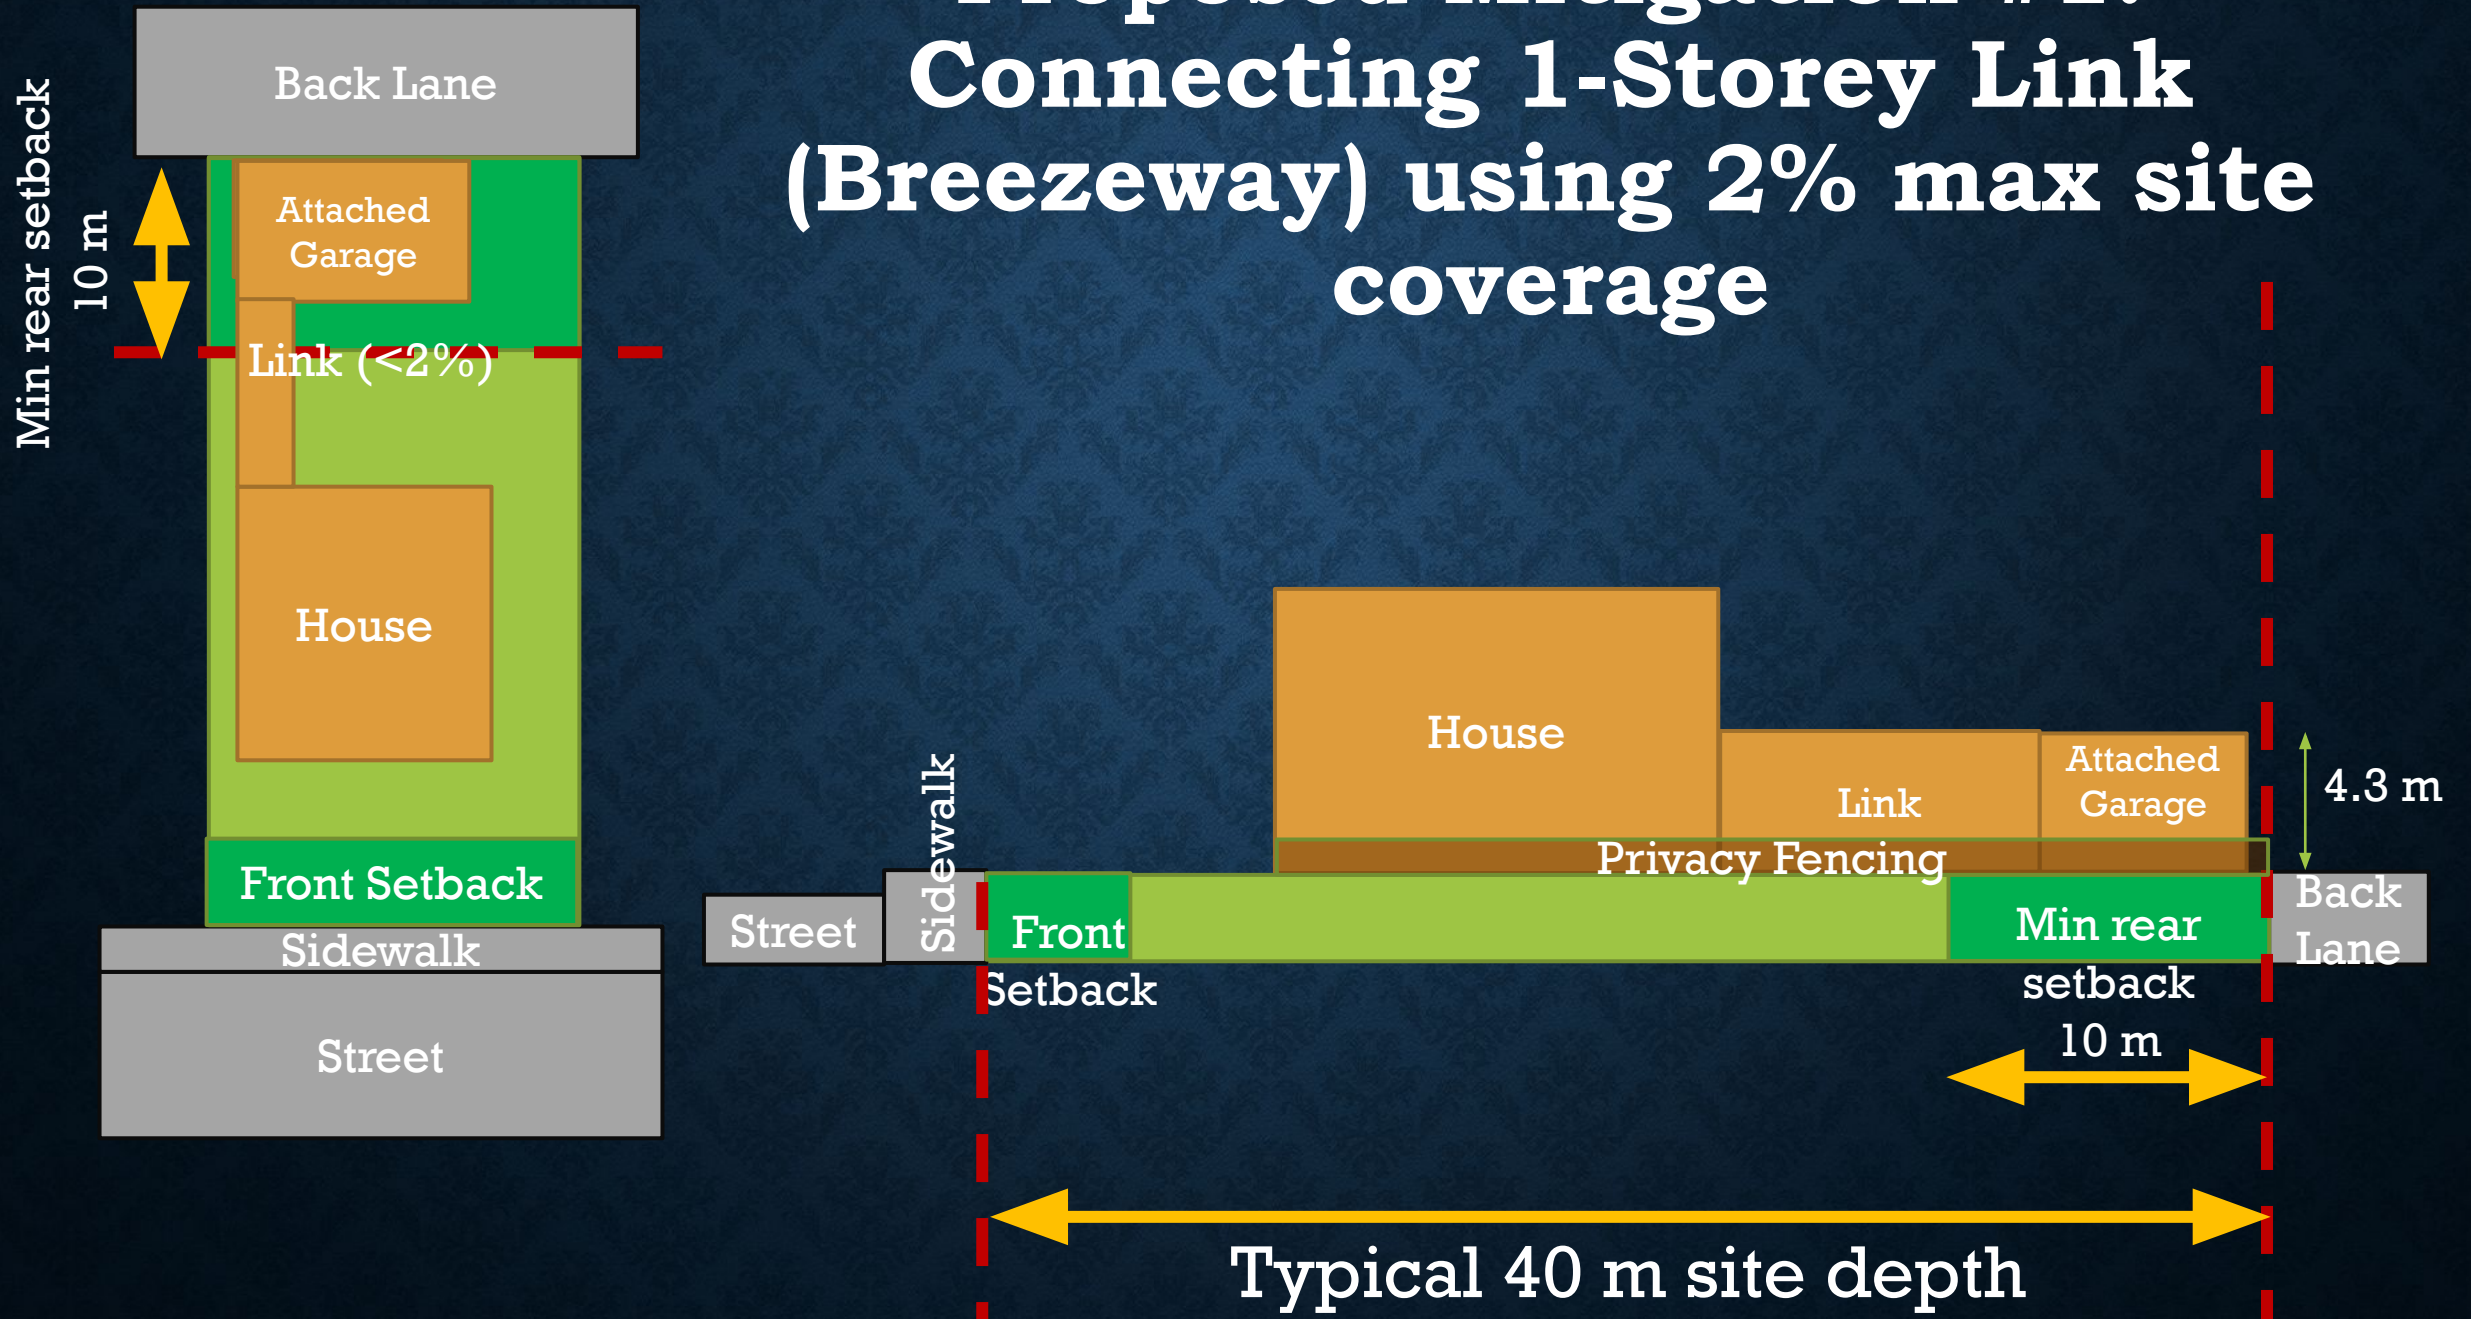 Proposed Mitigation
Connecting 1-Storey Link
(Breezeway) using 2% max site
coverage
Min rear setback
10 m
Back Lane
Attached
Garage
Link (<2%)
House
Front Setback
Sidewalk
Street
House
Link
Attached
Garage
4.3 m
Privacy Fencing
Street
Sidewalk
Front
Setback
Min rear
setback
10 m
Back
Lane
Typical 40 m site depth